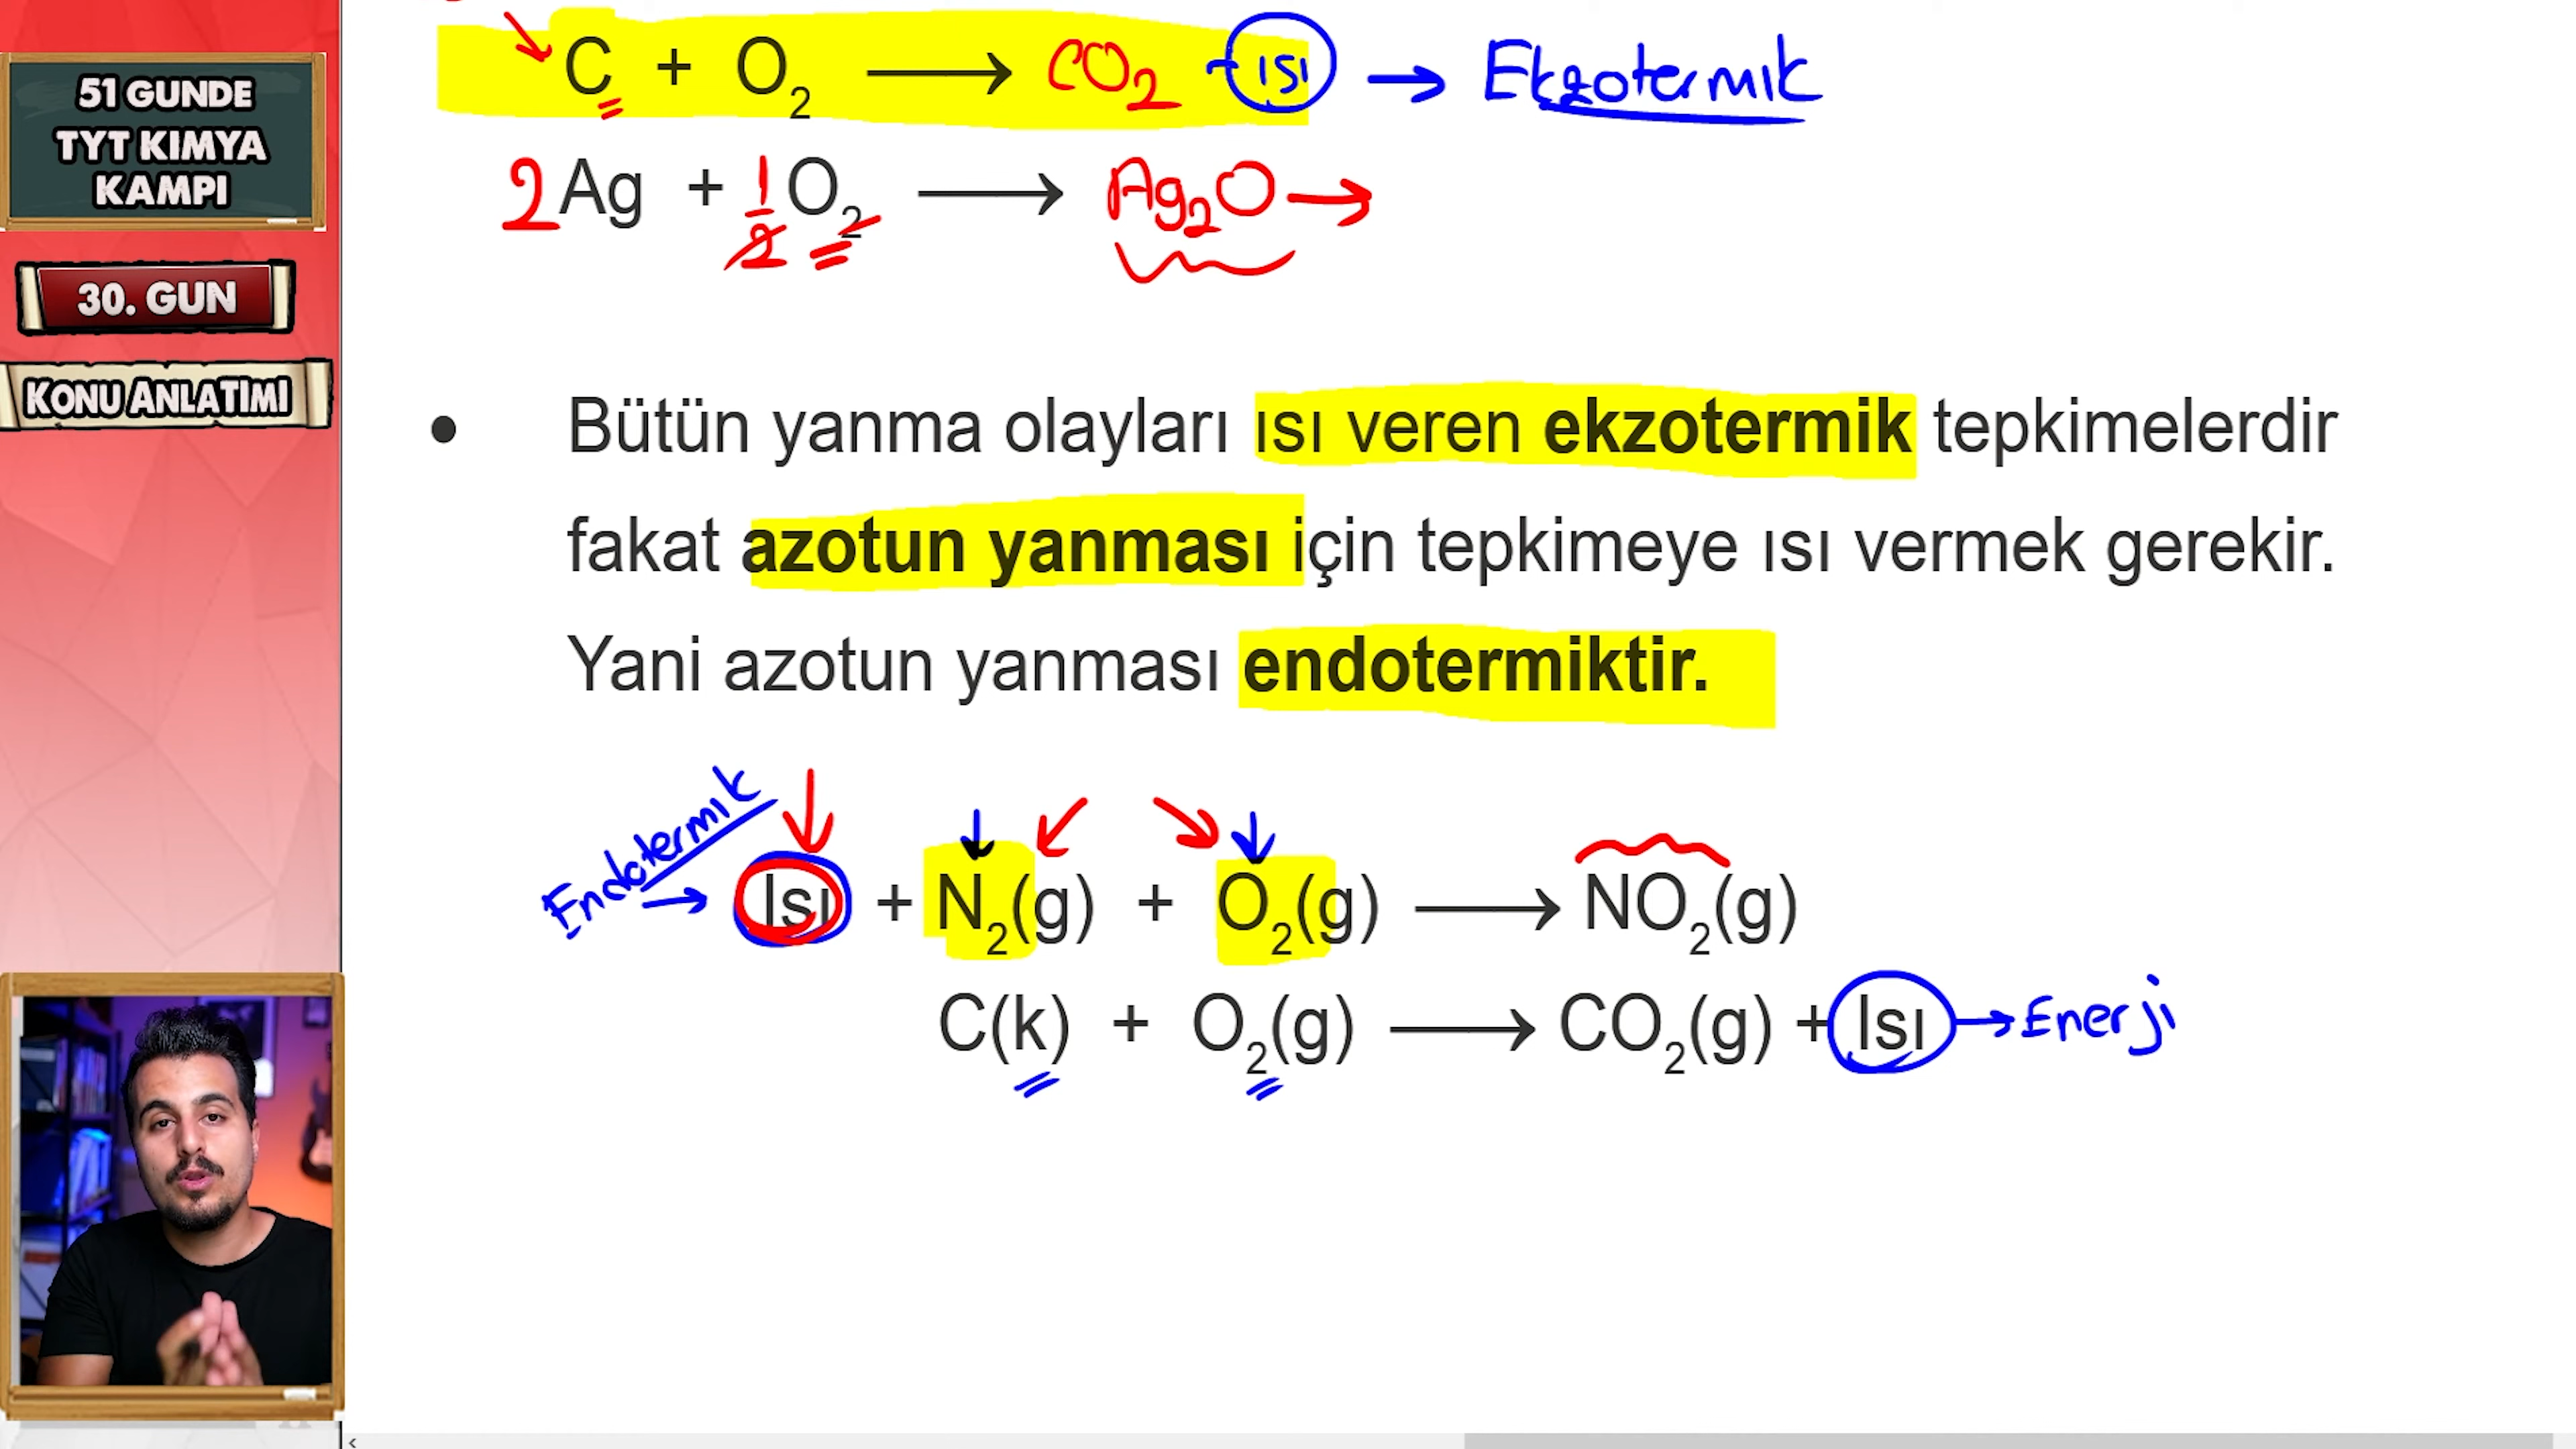 51 GUNDE
TYT KIMYA
KAMPI
30. GUN
KONU ANLATIMI
C + O₂ ⟶ CO₂ + ısı → Ekzotermik
2Ag + 1/2 O₂ ⟶ Ag₂O →
• Bütün yanma olayları ısı veren ekzotermik tepkimelerdir
fakat azotun yanması için tepkimeye ısı vermek gerekir.
Yani azotun yanması endotermiktir.
Endotermik → Isı + N₂(g) + O₂(g) ⟶ NO₂(g)
C(k) + O₂(g) ⟶ CO₂(g) + Isı → Enerji